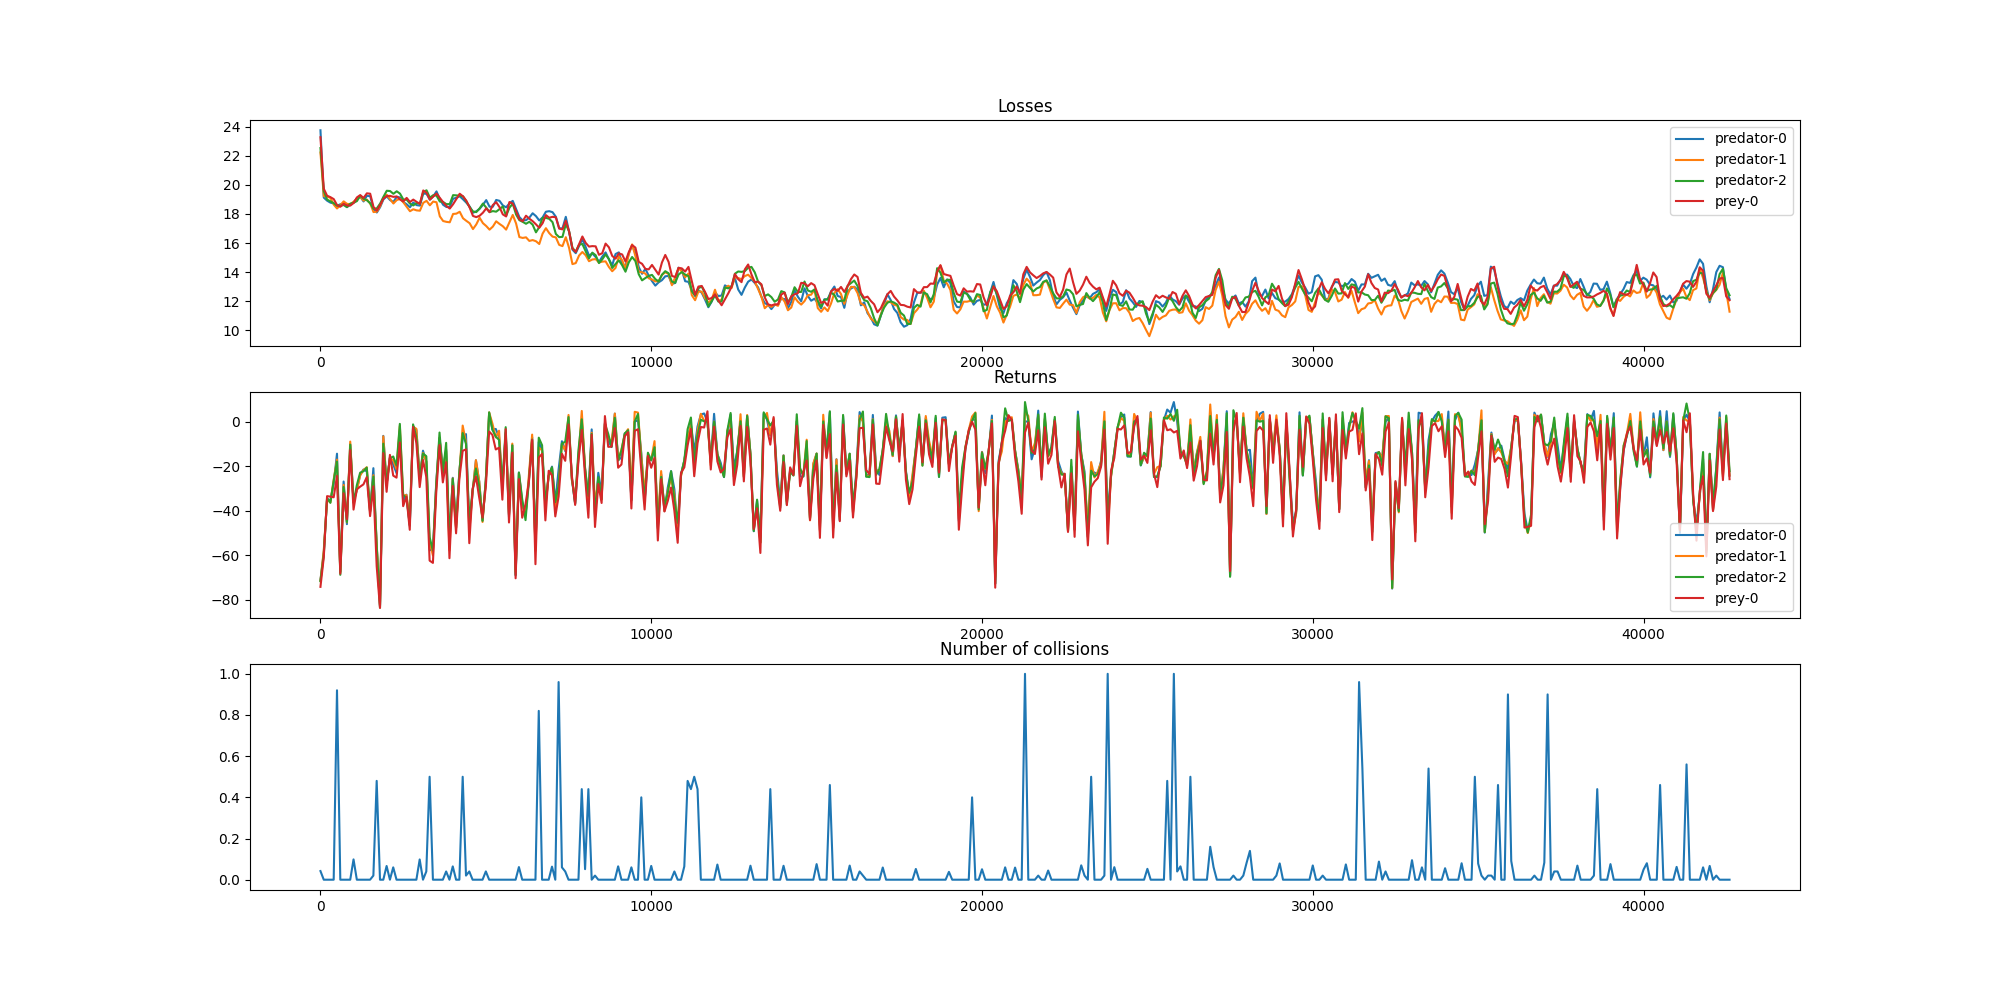 Losses
24
22
20
18
16
14
12
10
predator-0
predator-1
predator-2
prey-0
0 10000 20000 30000 40000
Returns
0
−20
−40
−60
−80
predator-0
predator-1
predator-2
prey-0
0 10000 20000 30000 40000
Number of collisions
1.0
0.8
0.6
0.4
0.2
0.0
0 10000 20000 30000 40000